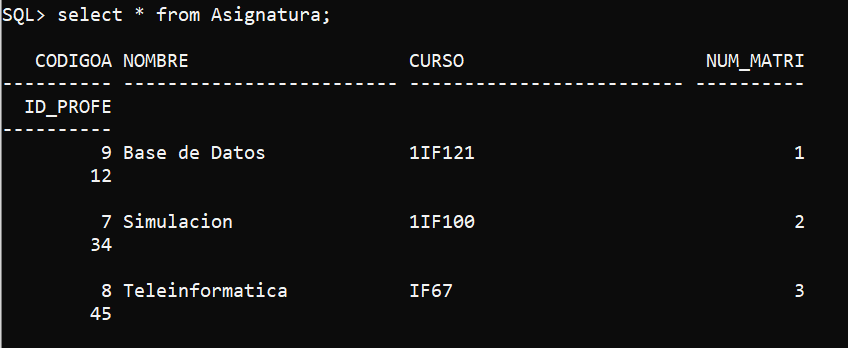 SQL> select * from Asignatura;
CODIGOA NOMBRE CURSO NUM_MATRI
---------- ------------------------- ------------------------- ----------
ID_PROFE
----------
9 Base de Datos 1IF121 1
12
7 Simulacion 1IF100 2
34
8 Teleinformatica IF67 3
45